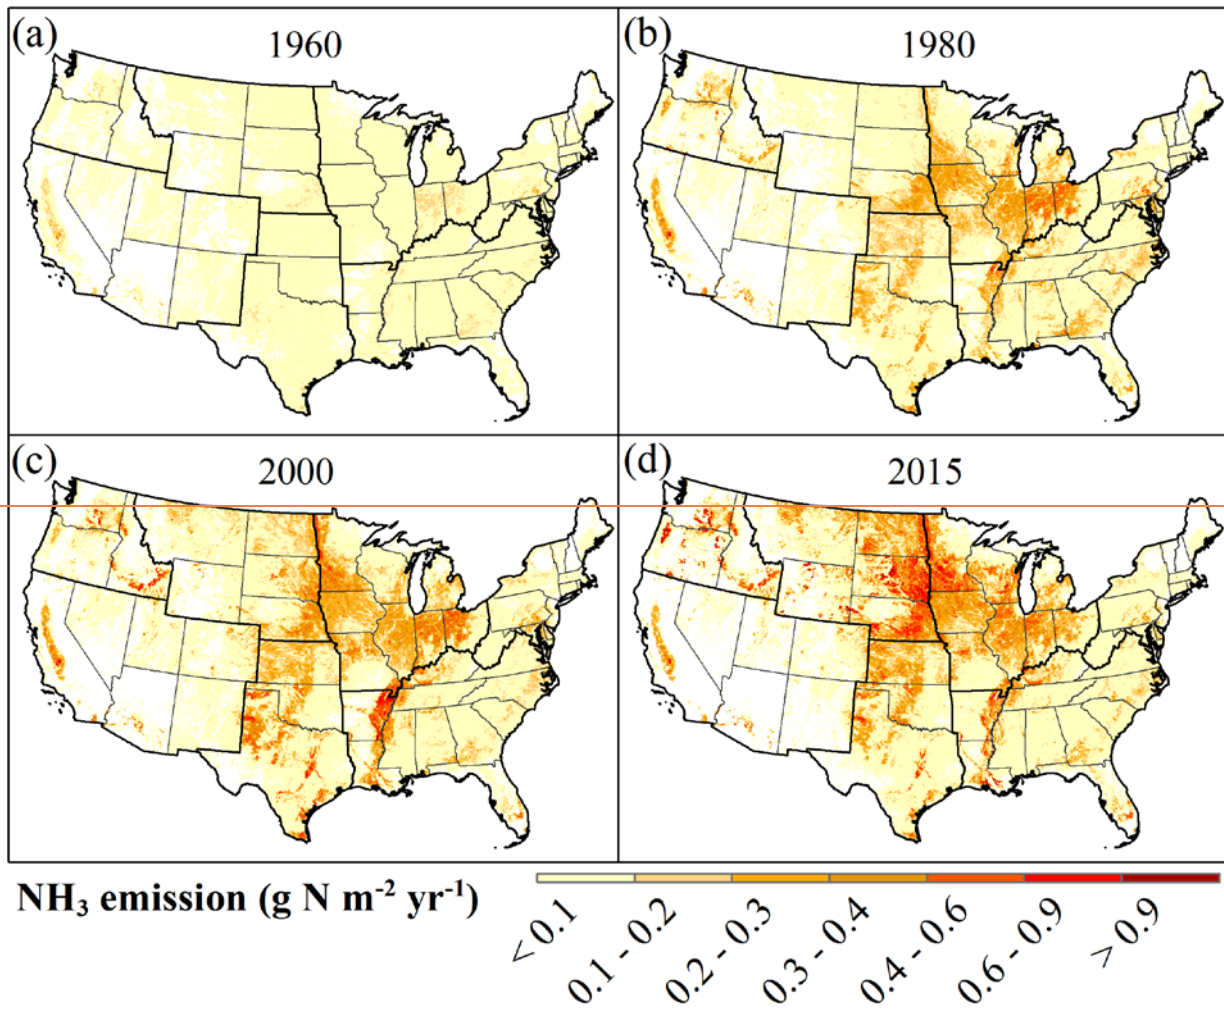 (a) 1960
(b) 1980
(c) 2000
(d) 2015
NH₃ emission (g N m⁻² yr⁻¹)
< 0.1
0.1 - 0.2
0.2 - 0.3
0.3 - 0.4
0.4 - 0.6
0.6 - 0.9
> 0.9